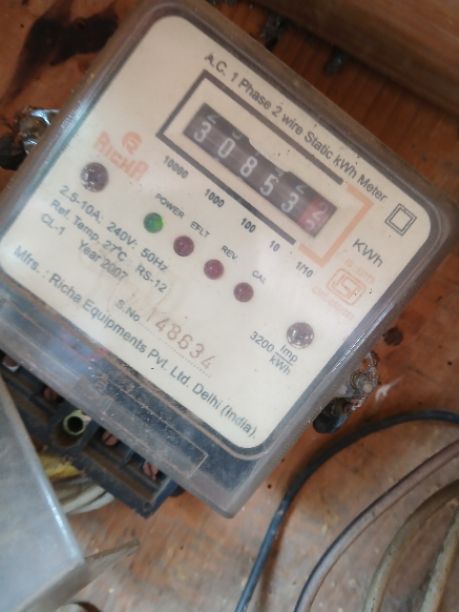 A.C. 1 Phase 2 wire Static kWh Meter
RICHA
30853
KWh
10000 1000 100 10 1/10
POWER EFLT REV CAL
2.5-10A: 240V: 50Hz
Ref. Temp 27°C RS-12
CL-1 Year 2007
S.No. 148634
3200 imp/kWh
Mfrs. : Richa Equipments Pvt. Ltd. Delhi (India).